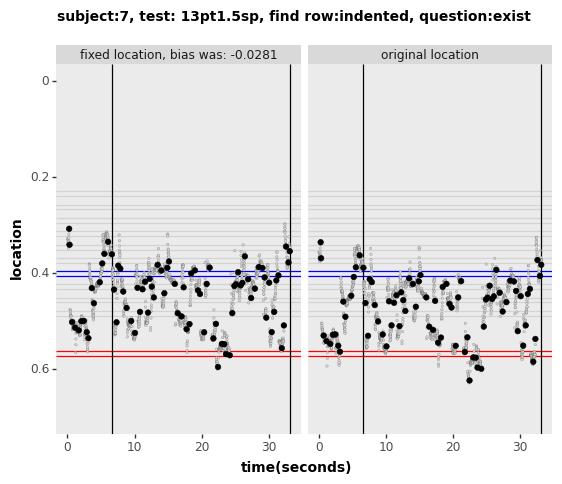 subject:7, test: 13pt1.5sp, find row:indented, question:exist
fixed location, bias was: -0.0281
original location
0
0.2
0.4
0.6
location
0 10 20 30
0 10 20 30
time(seconds)